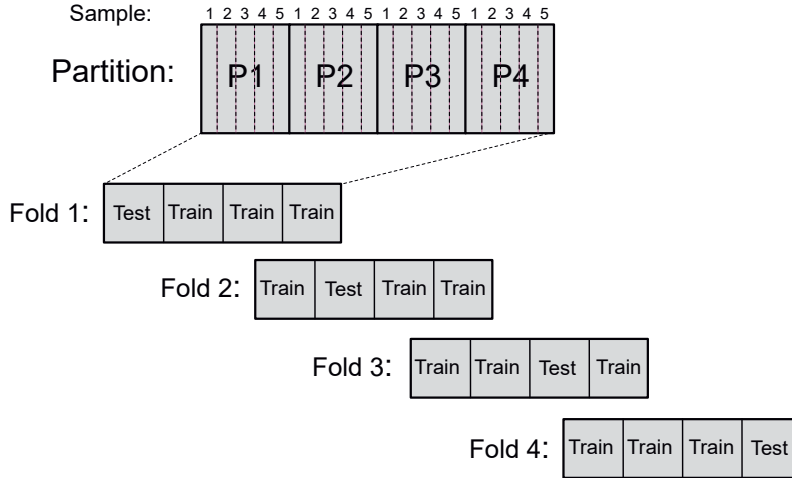 Sample: 1 2 3 4 5 1 2 3 4 5 1 2 3 4 5 1 2 3 4 5
Partition: P1 P2 P3 P4
Fold 1: Test Train Train Train
Fold 2: Train Test Train Train
Fold 3: Train Train Test Train
Fold 4: Train Train Train Test